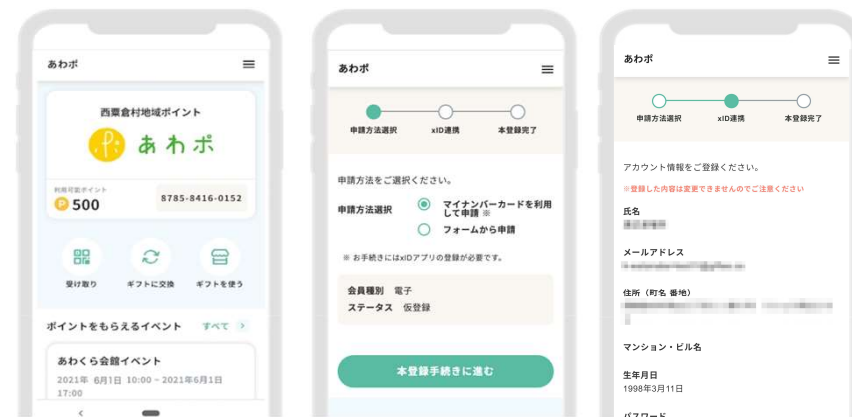 あわポ
西粟倉村地域ポイント
あわポ
利用可能ポイント
P 500
8785-8416-0152
受け取り
ギフトに交換
ギフトを使う
ポイントをもらえるイベント
すべて >
あわくら会館イベント
2021年 6月1日 10:00 ~ 2021年6月1日
17:00
あわポ
申請方法選択
xID連携
本登録完了
申請方法をご選択ください。
申請方法選択
マイナンバーカードを利用
して申請 ※
フォームから申請
※ お手続きにはxIDアプリの登録が必要です。
会員種別 電子
ステータス 仮登録
本登録手続きに進む
あわポ
申請方法選択
xID連携
本登録完了
アカウント情報をご登録ください。
※登録した内容は変更できませんのでご注意ください
氏名
メールアドレス
住所（町名 番地）
マンション・ビル名
生年月日
1998年3月11日
パスワード